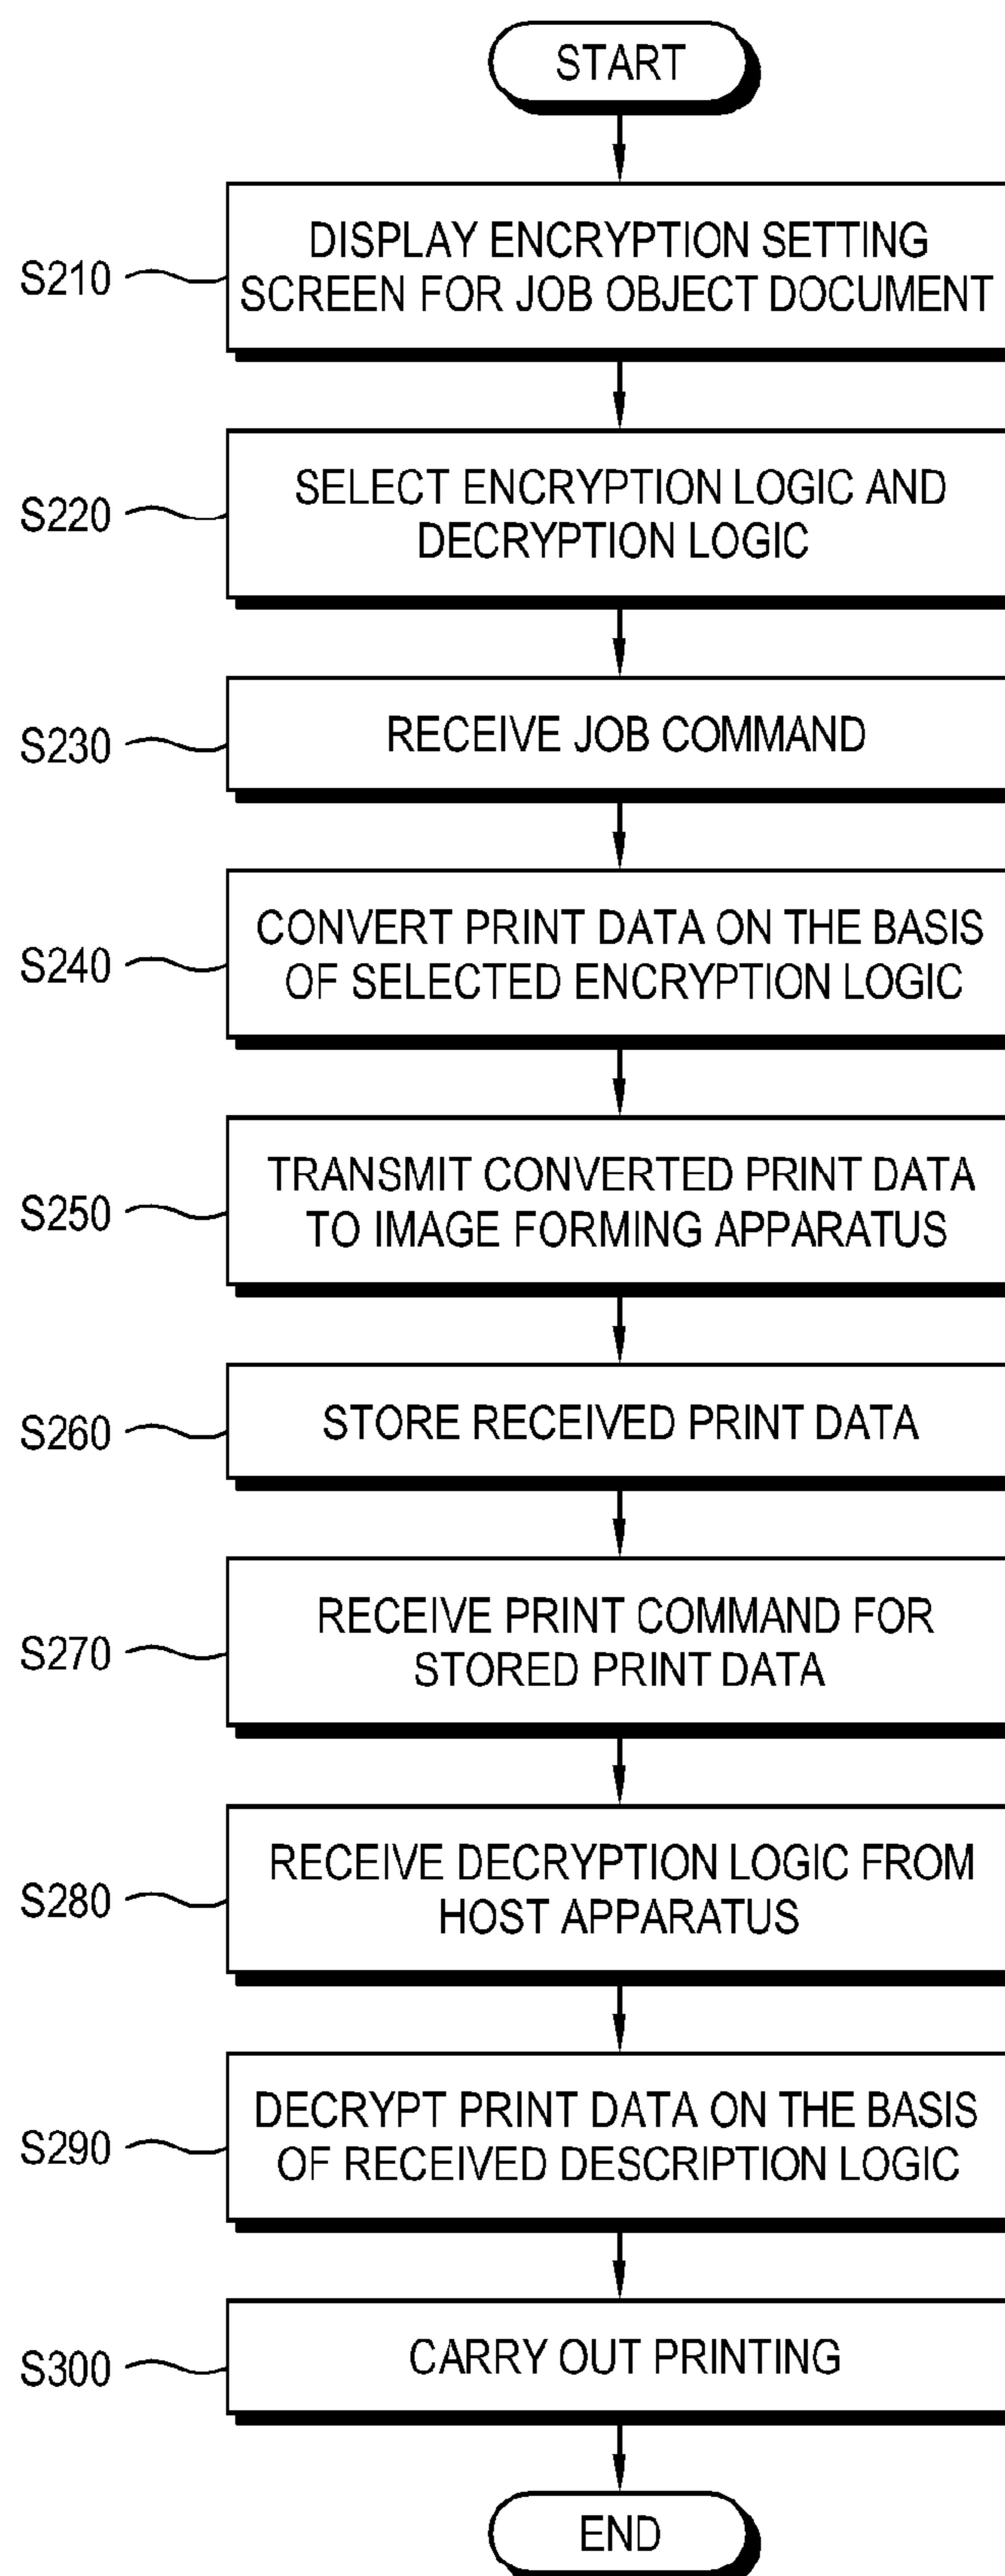 START
S210
DISPLAY ENCRYPTION SETTING
SCREEN FOR JOB OBJECT DOCUMENT
S220
SELECT ENCRYPTION LOGIC AND
DECRYPTION LOGIC
S230
RECEIVE JOB COMMAND
S240
CONVERT PRINT DATA ON THE BASIS
OF SELECTED ENCRYPTION LOGIC
S250
TRANSMIT CONVERTED PRINT DATA
TO IMAGE FORMING APPARATUS
S260
STORE RECEIVED PRINT DATA
S270
RECEIVE PRINT COMMAND FOR
STORED PRINT DATA
S280
RECEIVE DECRYPTION LOGIC FROM
HOST APPARATUS
S290
DECRYPT PRINT DATA ON THE BASIS
OF RECEIVED DESCRIPTION LOGIC
S300
CARRY OUT PRINTING
END